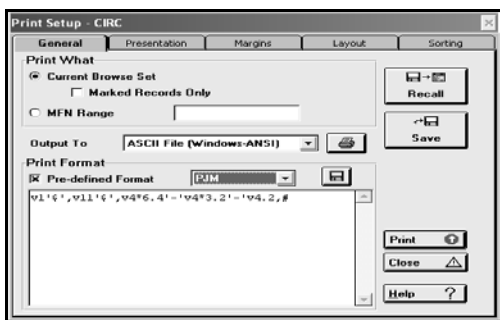 Print Setup - CIRC
General Presentation Margins Layout Sorting
Print What
Current Browse Set
Marked Records Only
MFN Range
Recall
Save
Output To ASCII File (Windows-ANSI)
Print Format
Pre-defined Format PJM
v1'ÿ',v11'ÿ',v4*6.4'-'v4*3.2'-'v4.2,#
Print
Close
Help ?